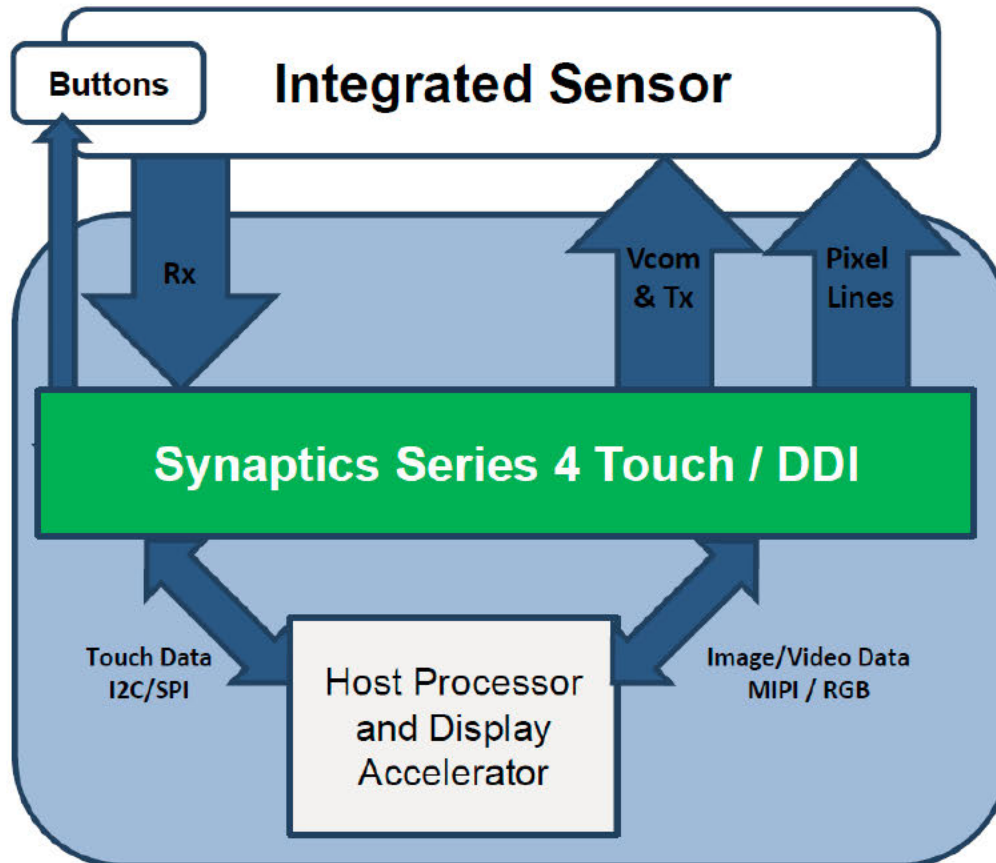 Buttons
Integrated Sensor
Rx
Vcom
& Tx
Pixel
Lines
Synaptics Series 4 Touch / DDI
Touch Data
I2C/SPI
Host Processor
and Display
Accelerator
Image/Video Data
MIPI / RGB